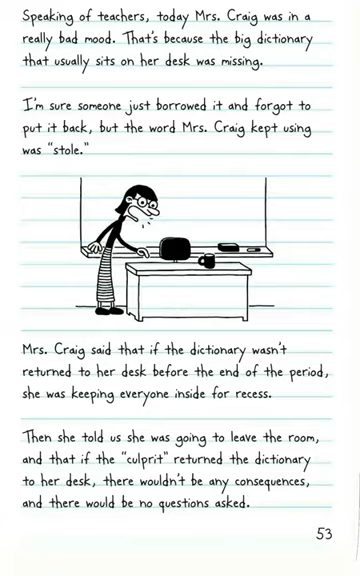 Speaking of teachers, today Mrs. Craig was in a
really bad mood. That's because the big dictionary
that usually sits on her desk was missing.
I'm sure someone just borrowed it and forgot to
put it back, but the word Mrs. Craig kept using
was "stole."
Mrs. Craig said that if the dictionary wasn't
returned to her desk before the end of the period,
she was keeping everyone inside for recess.
Then she told us she was going to leave the room,
and that if the "culprit" returned the dictionary
to her desk, there wouldn't be any consequences,
and there would be no questions asked.
53